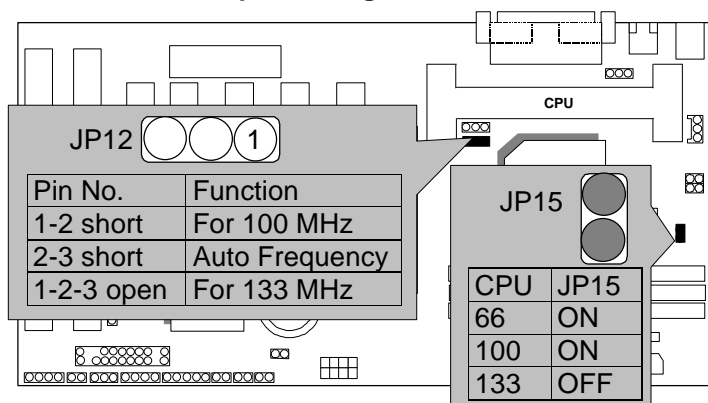 CPU
JP12 1
Pin No. Function
1-2 short For 100 MHz
2-3 short Auto Frequency
1-2-3 open For 133 MHz
JP15
CPU JP15
66 ON
100 ON
133 OFF